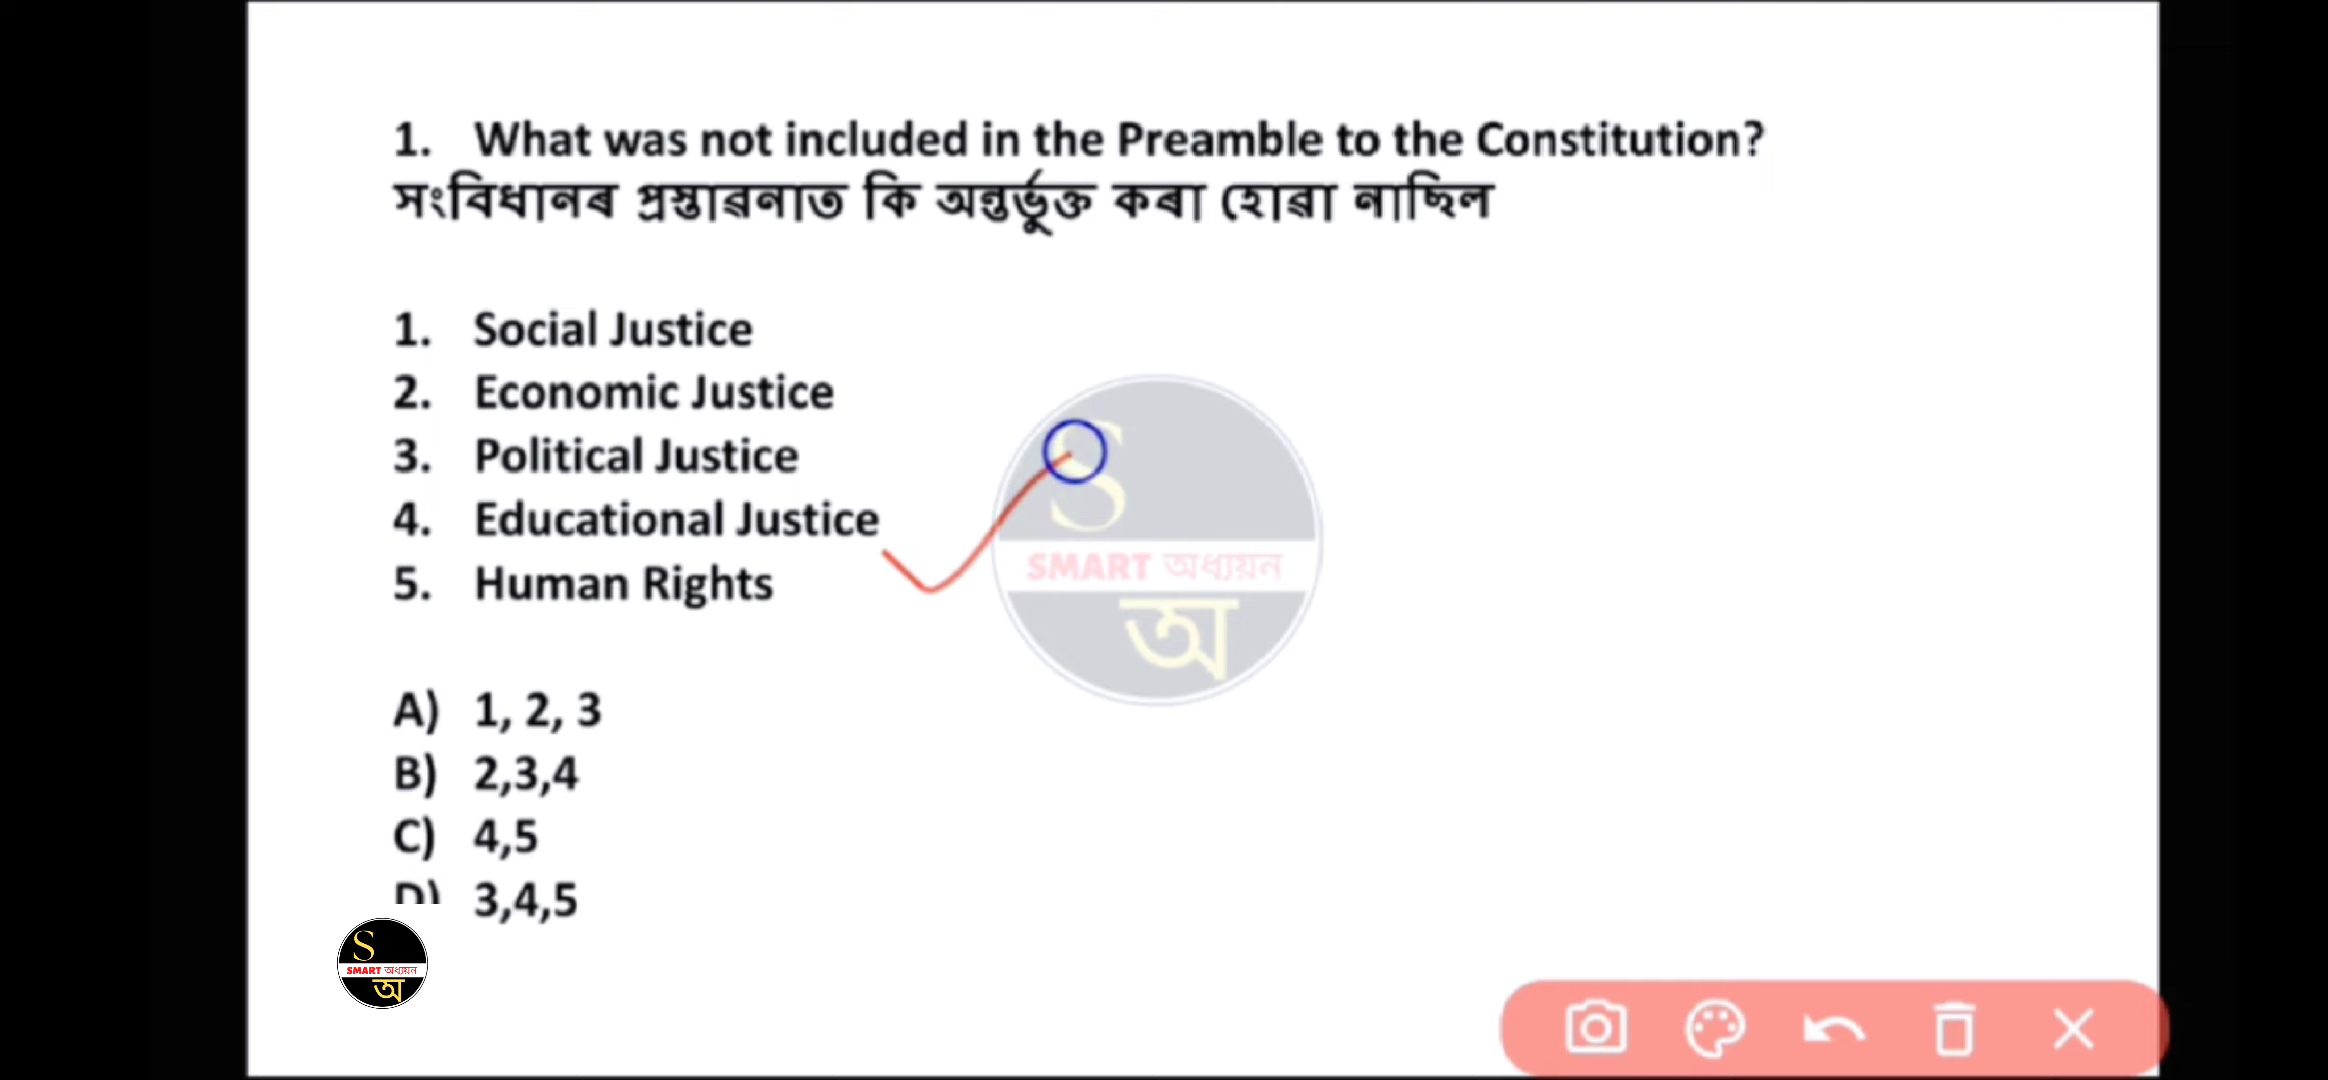 1. What was not included in the Preamble to the Constitution?
সংবিধানৰ প্ৰস্তাৱনাত কি অন্তৰ্ভুক্ত কৰা হোৱা নাছিল
1. Social Justice
2. Economic Justice
3. Political Justice
4. Educational Justice
5. Human Rights
S
SMART অধ্যয়ন
অ
A) 1, 2, 3
B) 2,3,4
C) 4,5
D) 3,4,5
S
SMART অধ্যয়ন
অ